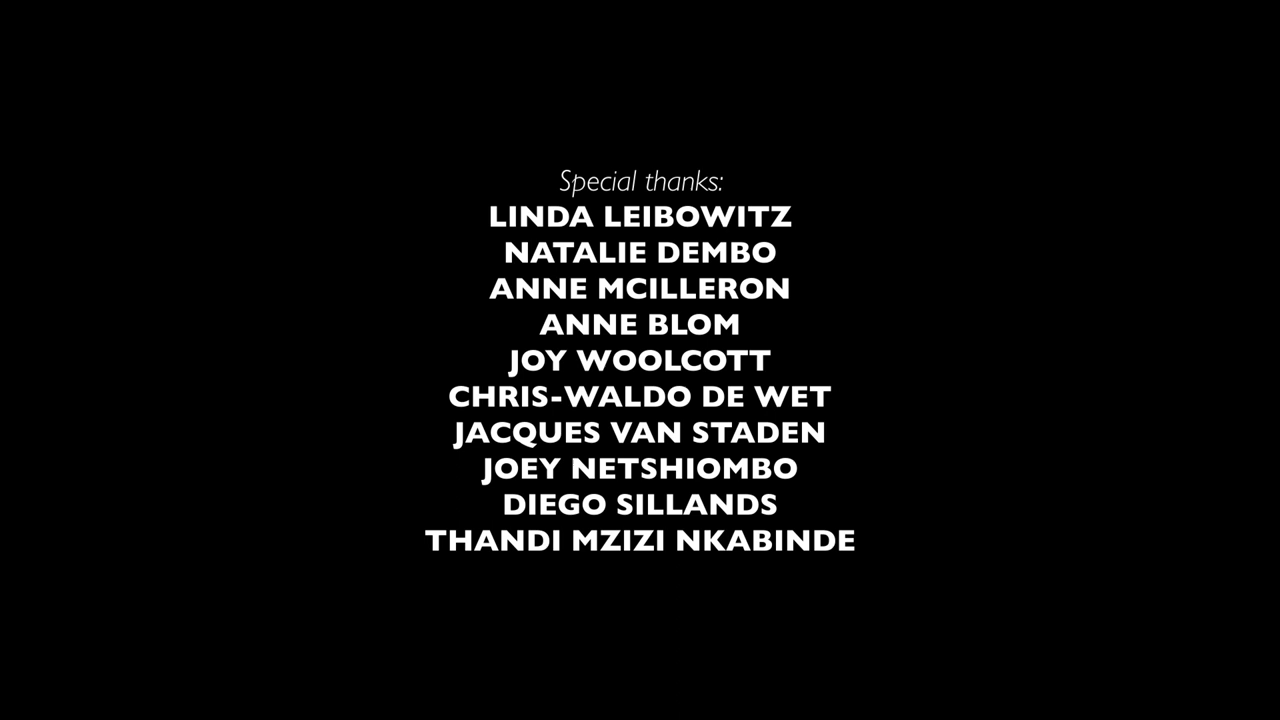 Special thanks:
LINDA LEIBOWITZ
NATALIE DEMBO
ANNE MCILLERON
ANNE BLOM
JOY WOOLCOTT
CHRIS-WALDO DE WET
JACQUES VAN STADEN
JOEY NETSHIOMBO
DIEGO SILLANDS
THANDI MZIZI NKABINDE